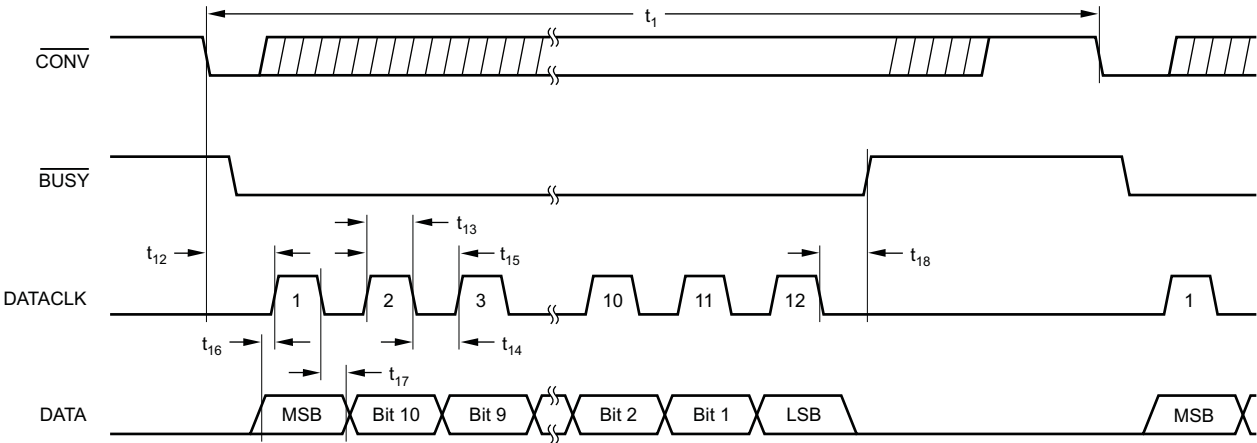 t1
CONV
BUSY
t13
t12
t15
t18
DATACLK
1 2 3 10 11 12 1
t16
t14
t17
DATA
MSB Bit 10 Bit 9 Bit 2 Bit 1 LSB MSB